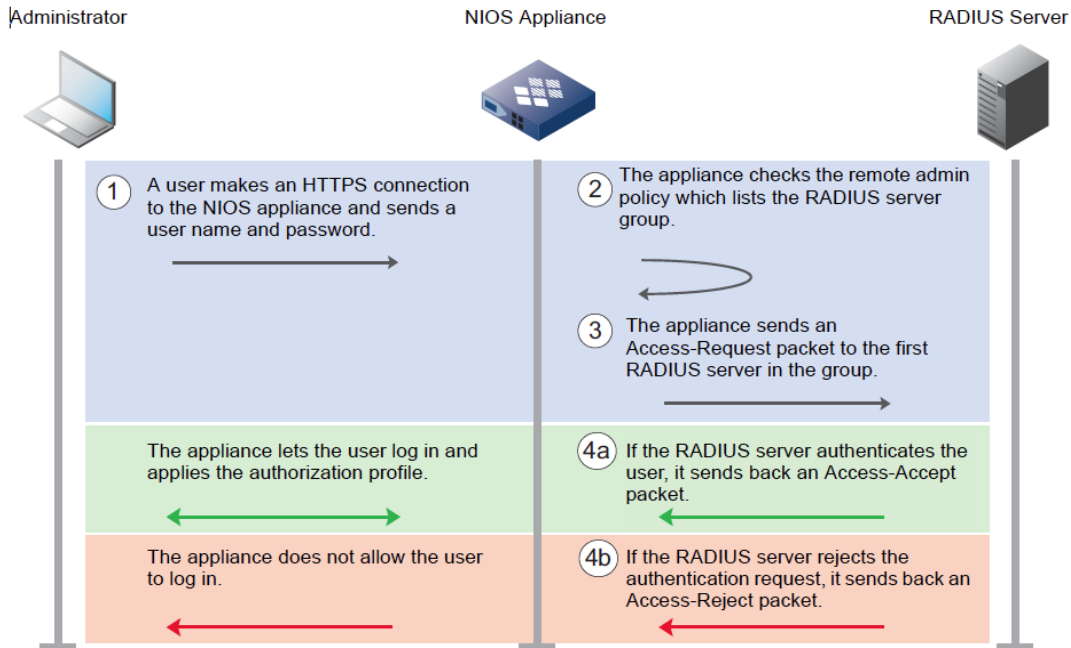 Administrator
NIOS Appliance
RADIUS Server
1
A user makes an HTTPS connection
to the NIOS appliance and sends a
user name and password.
2
The appliance checks the remote admin
policy which lists the RADIUS server
group.
3
The appliance sends an
Access-Request packet to the first
RADIUS server in the group.
The appliance lets the user log in and
applies the authorization profile.
4a
If the RADIUS server authenticates the
user, it sends back an Access-Accept
packet.
The appliance does not allow the user
to log in.
4b
If the RADIUS server rejects the
authentication request, it sends back an
Access-Reject packet.